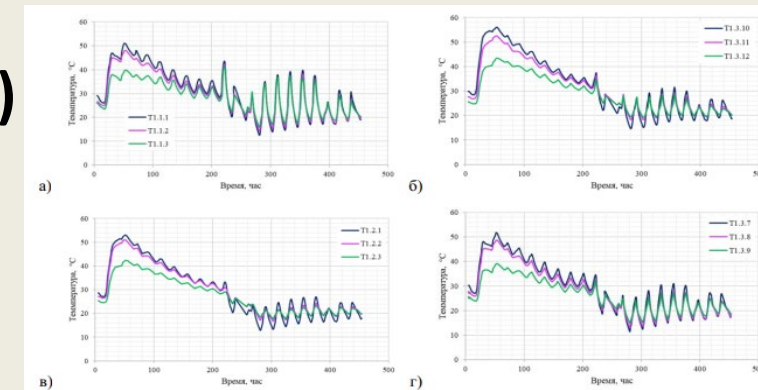 )
60
50
40
30
20
10
0
Температура, °С
0
100
200
300
400
500
Время, час
T1.1.1
T1.1.2
T1.1.3
а)
60
50
40
30
20
10
0
Температура, °С
0
100
200
400
Время, час
T1.3.10
T1.3.11
T1.3.12
б)
60
50
40
30
20
10
0
Температура, °С
0
100
200
300
400
500
Время, час
T1.2.1
T1.2.2
T1.2.3
в)
60
50
40
30
20
10
0
Температура, °С
0
100
200
300
400
Время, час
T1.3.7
T1.3.8
T1.3.9
г)